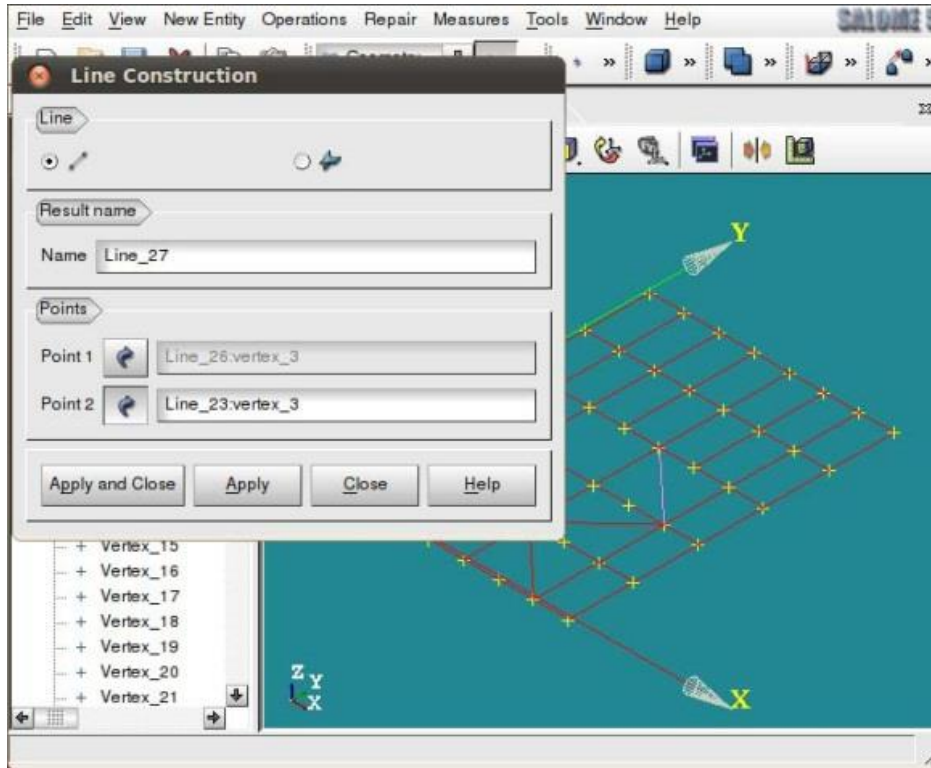 File Edit View New Entity Operations Repair Measures Tools Window Help
SALOME 5
Line Construction
Line
Result name
Name Line_27
Points
Point 1 Line_26:vertex_3
Point 2 Line_23:vertex_3
Apply and Close Apply Close Help
Vertex_15
Vertex_16
Vertex_17
Vertex_18
Vertex_19
Vertex_20
Vertex_21
Y
X
Z
Y
X